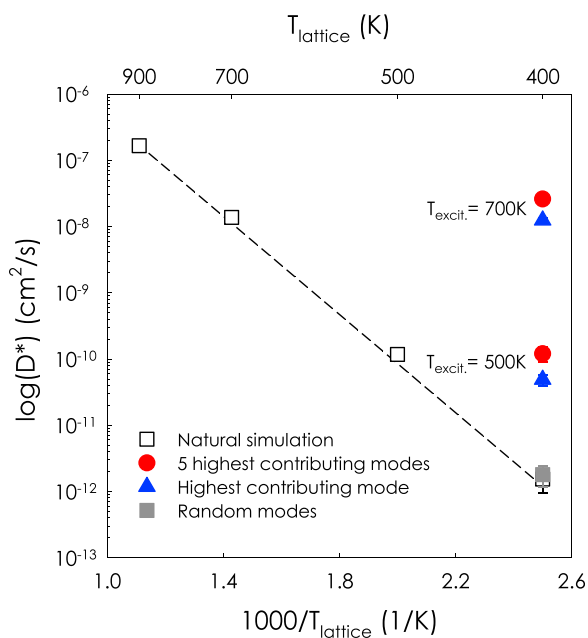 T_lattice (K)
900 700 500 400
10^-6
10^-7
10^-8
10^-9
10^-10
10^-11
10^-12
10^-13
log(D*) (cm^2/s)
T_excit. = 700K
T_excit. = 500K
Natural simulation
5 highest contributing modes
Highest contributing mode
Random modes
1.0 1.4 1.8 2.2 2.6
1000/T_lattice (1/K)